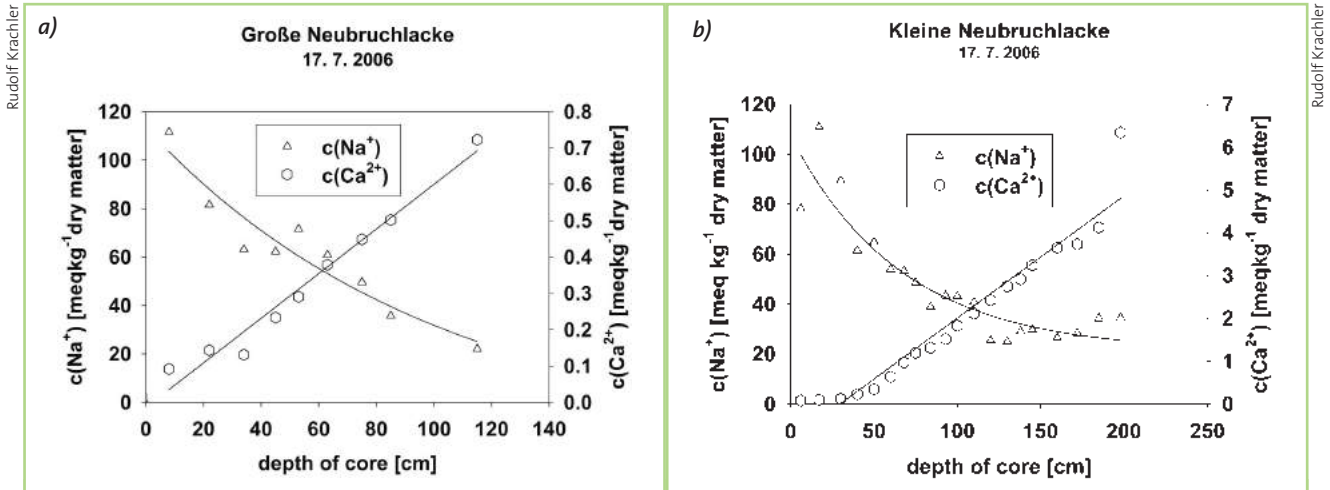 Rudolf Krachler
a)
Große Neubruchlacke
17. 7. 2006
c(Na⁺) [meqkg⁻¹dry matter]
120
100
80
60
40
20
0
c(Na⁺)
c(Ca²⁺)
0.8
0.7
0.6
0.5
0.4
0.3
0.2
0.1
0.0
c(Ca²⁺) [meqkg⁻¹dry matter]
0 20 40 60 80 100 120 140
depth of core [cm]
b)
Kleine Neubruchlacke
17. 7. 2006
c(Na⁺) [meq kg⁻¹ dry matter]
120
100
80
60
40
20
0
c(Na⁺)
c(Ca²⁺)
7
6
5
4
3
2
1
0
c(Ca²⁺) [meqkg⁻¹ dry matter]
0 50 100 150 200 250
depth of core [cm]
Rudolf Krachler